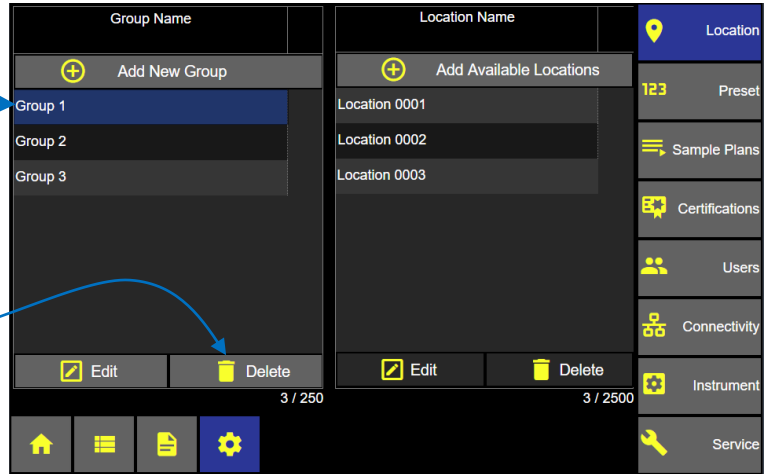 Group Name
Add New Group
Group 1
Group 2
Group 3
Edit
Delete
3 / 250
Location Name
Add Available Locations
Location 0001
Location 0002
Location 0003
Edit
Delete
3 / 2500
Location
123 Preset
Sample Plans
Certifications
Users
Connectivity
Instrument
Service